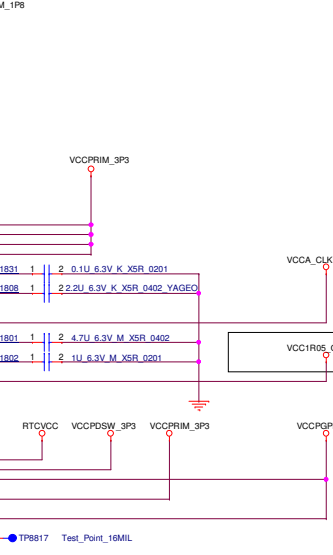 M_1P8
VCCPRIM_3P3
1831 1 2 0.1U_6.3V_K_X5R_0201
VCCA_CLK
1808 1 2 2.2U_6.3V_K_X5R_0402_YAGEO
1801 1 2 4.7U_6.3V_M_X5R_0402
VCC1R05_
1802 1 2 1U_6.3V_M_X5R_0201
RTCVCC VCCPDSW_3P3 VCCPRIM_3P3 VCCPGP
TP8817 Test_Point_16MIL